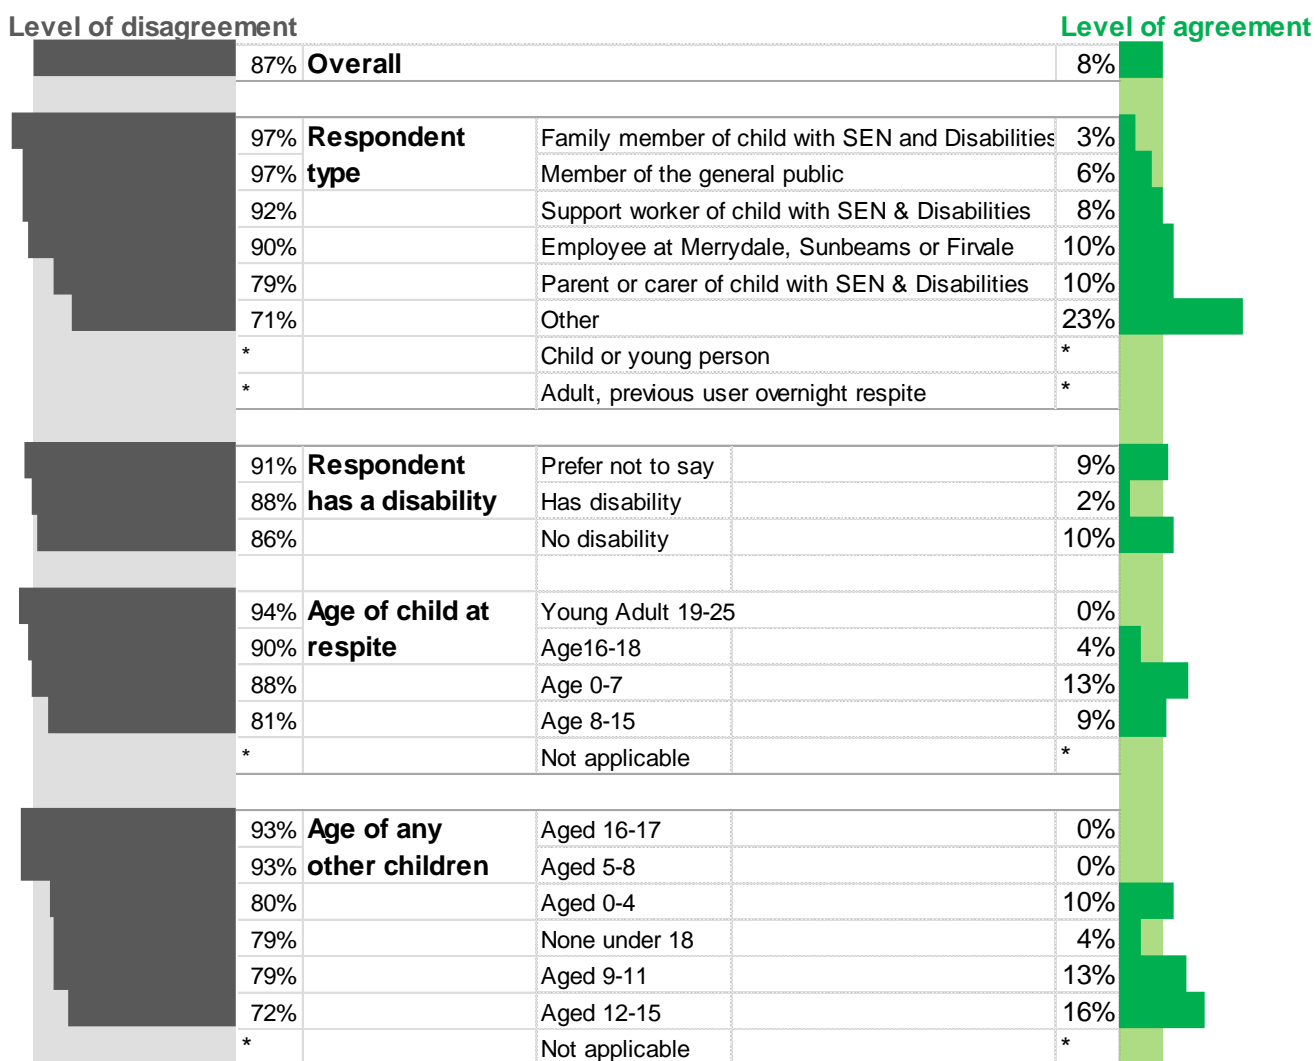 Level of disagreement Level of agreement
87% Overall 8%
97% Respondent Family member of child with SEN and Disabilities 3%
97% type Member of the general public 6%
92% Support worker of child with SEN & Disabilities 8%
90% Employee at Merrydale, Sunbeams or Firvale 10%
79% Parent or carer of child with SEN & Disabilities 10%
71% Other 23%
* Child or young person *
* Adult, previous user overnight respite *
91% Respondent Prefer not to say 9%
88% has a disability Has disability 2%
86% No disability 10%
94% Age of child at Young Adult 19-25 0%
90% respite Age16-18 4%
88% Age 0-7 13%
81% Age 8-15 9%
* Not applicable *
93% Age of any Aged 16-17 0%
93% other children Aged 5-8 0%
80% Aged 0-4 10%
79% None under 18 4%
79% Aged 9-11 13%
72% Aged 12-15 16%
* Not applicable *